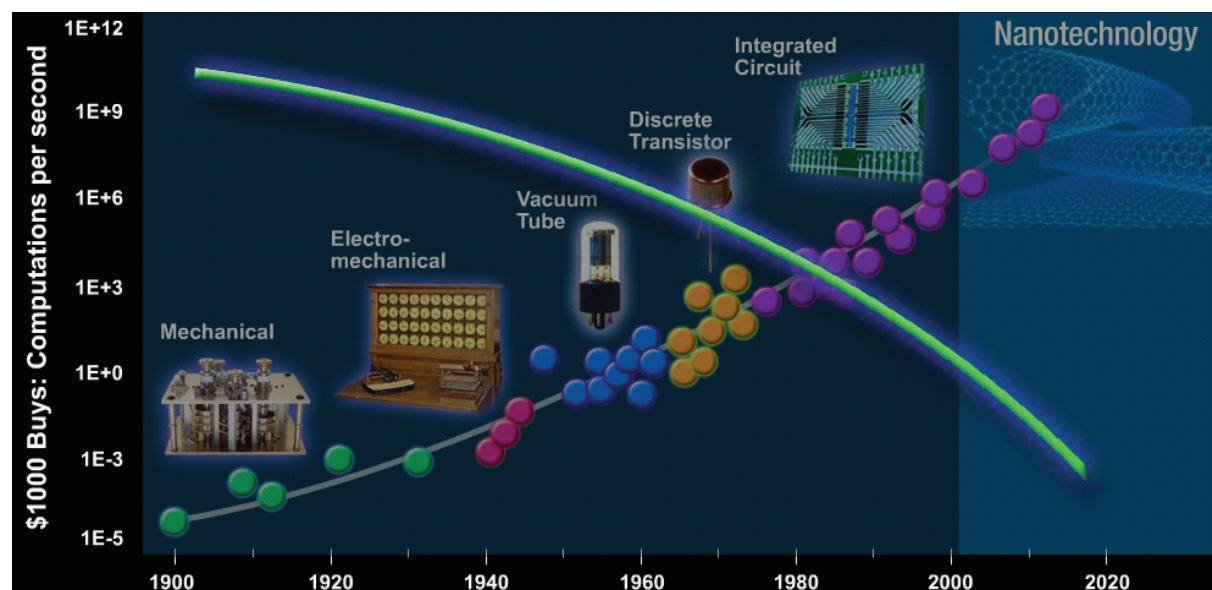 $1000 Buys: Computations per second
1E+12
1E+9
1E+6
1E+3
1E+0
1E-3
1E-5
Nanotechnology
Integrated
Circuit
Discrete
Transistor
Vacuum
Tube
Electro-
mechanical
Mechanical
1900
1920
1940
1960
1980
2000
2020